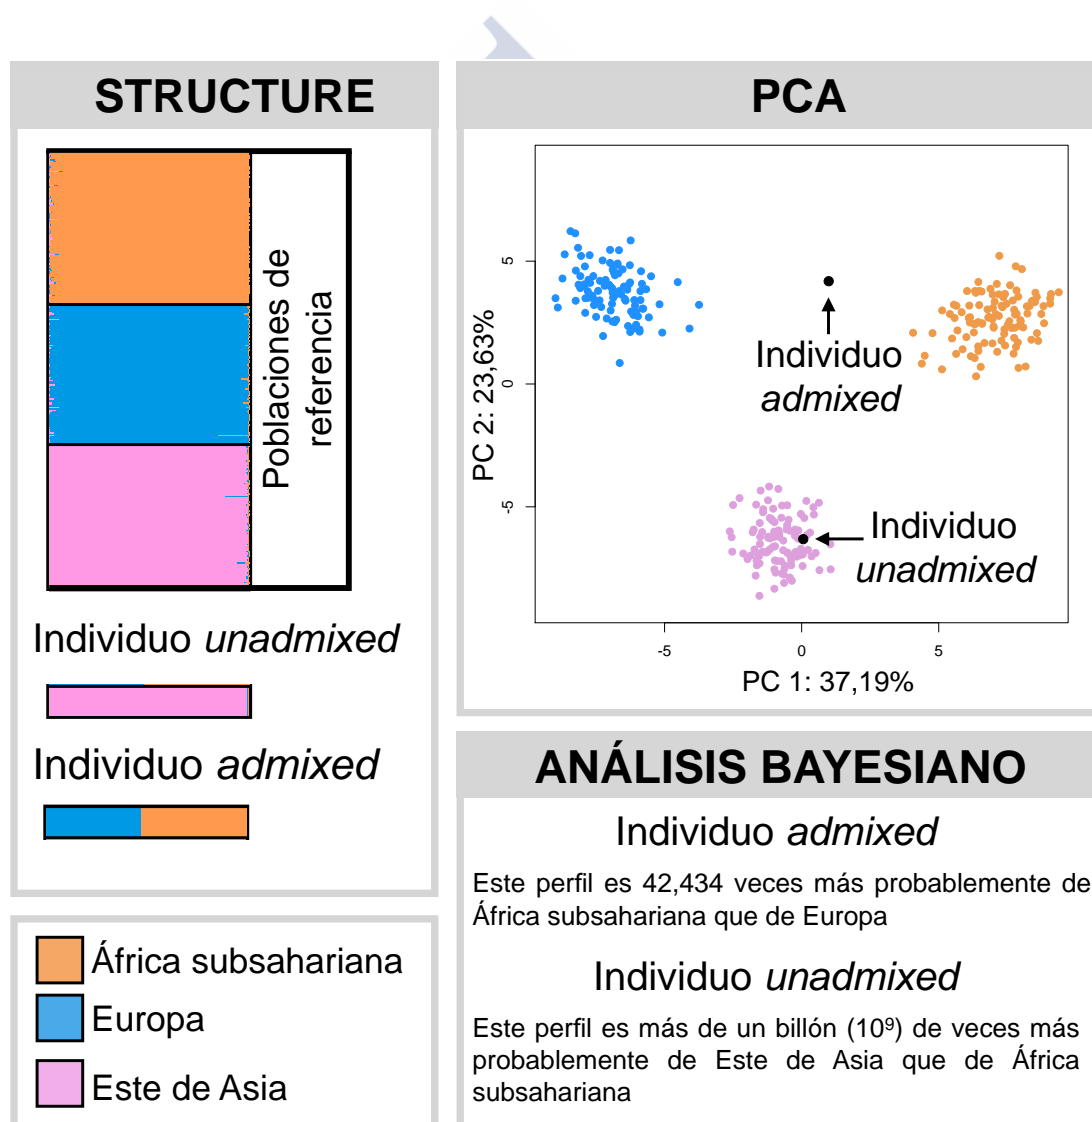 STRUCTURE
Poblaciones de
referencia
Individuo unadmixed
Individuo admixed
África subsahariana
Europa
Este de Asia
PCA
PC 2: 23,63%
5
0
-5
Individuo
admixed
Individuo
unadmixed
-5 0 5
PC 1: 37,19%
ANÁLISIS BAYESIANO
Individuo admixed
Este perfil es 42,434 veces más probablemente de
África subsahariana que de Europa
Individuo unadmixed
Este perfil es más de un billón (10⁹) de veces más
probablemente de Este de Asia que de África
subsahariana